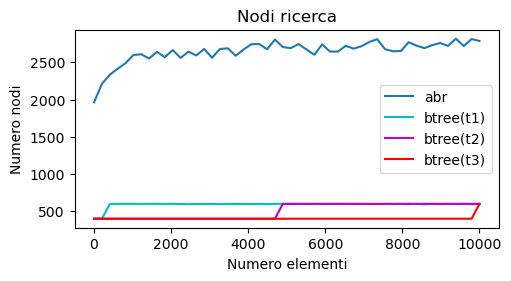 Nodi ricerca
Numero nodi
2500
2000
1500
1000
500
abr
btree(t1)
btree(t2)
btree(t3)
0 2000 4000 6000 8000 10000
Numero elementi